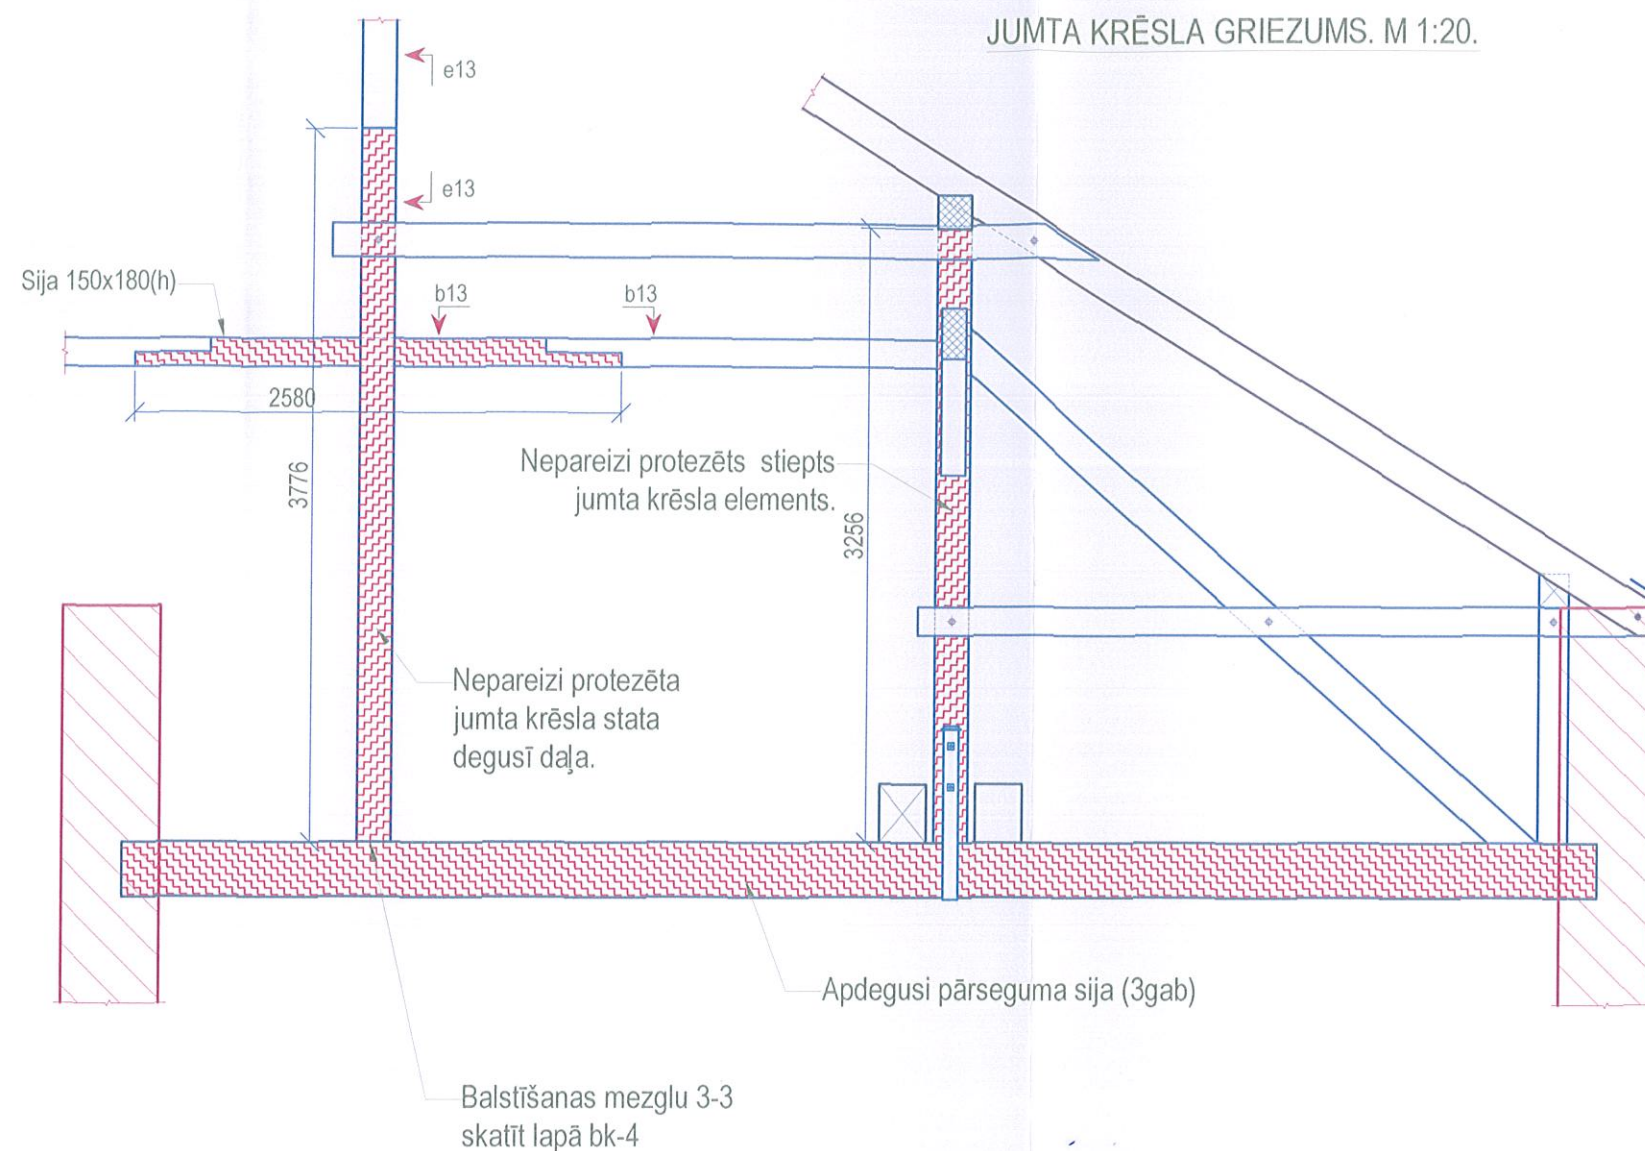 JUMTA KRĒSLA GRIEZUMS. M 1:20.
e13
e13
Sija 150x180(h)
b13
b13
2580
3776
Nepareizi protezēts stiepts
jumta krēsla elements.
3256
Nepareizi protezēta
jumta krēsla stata
degusī daļa.
Apdegusi pārseguma sija (3gab)
Balstīšanas mezglu 3-3
skatīt lapā bk-4